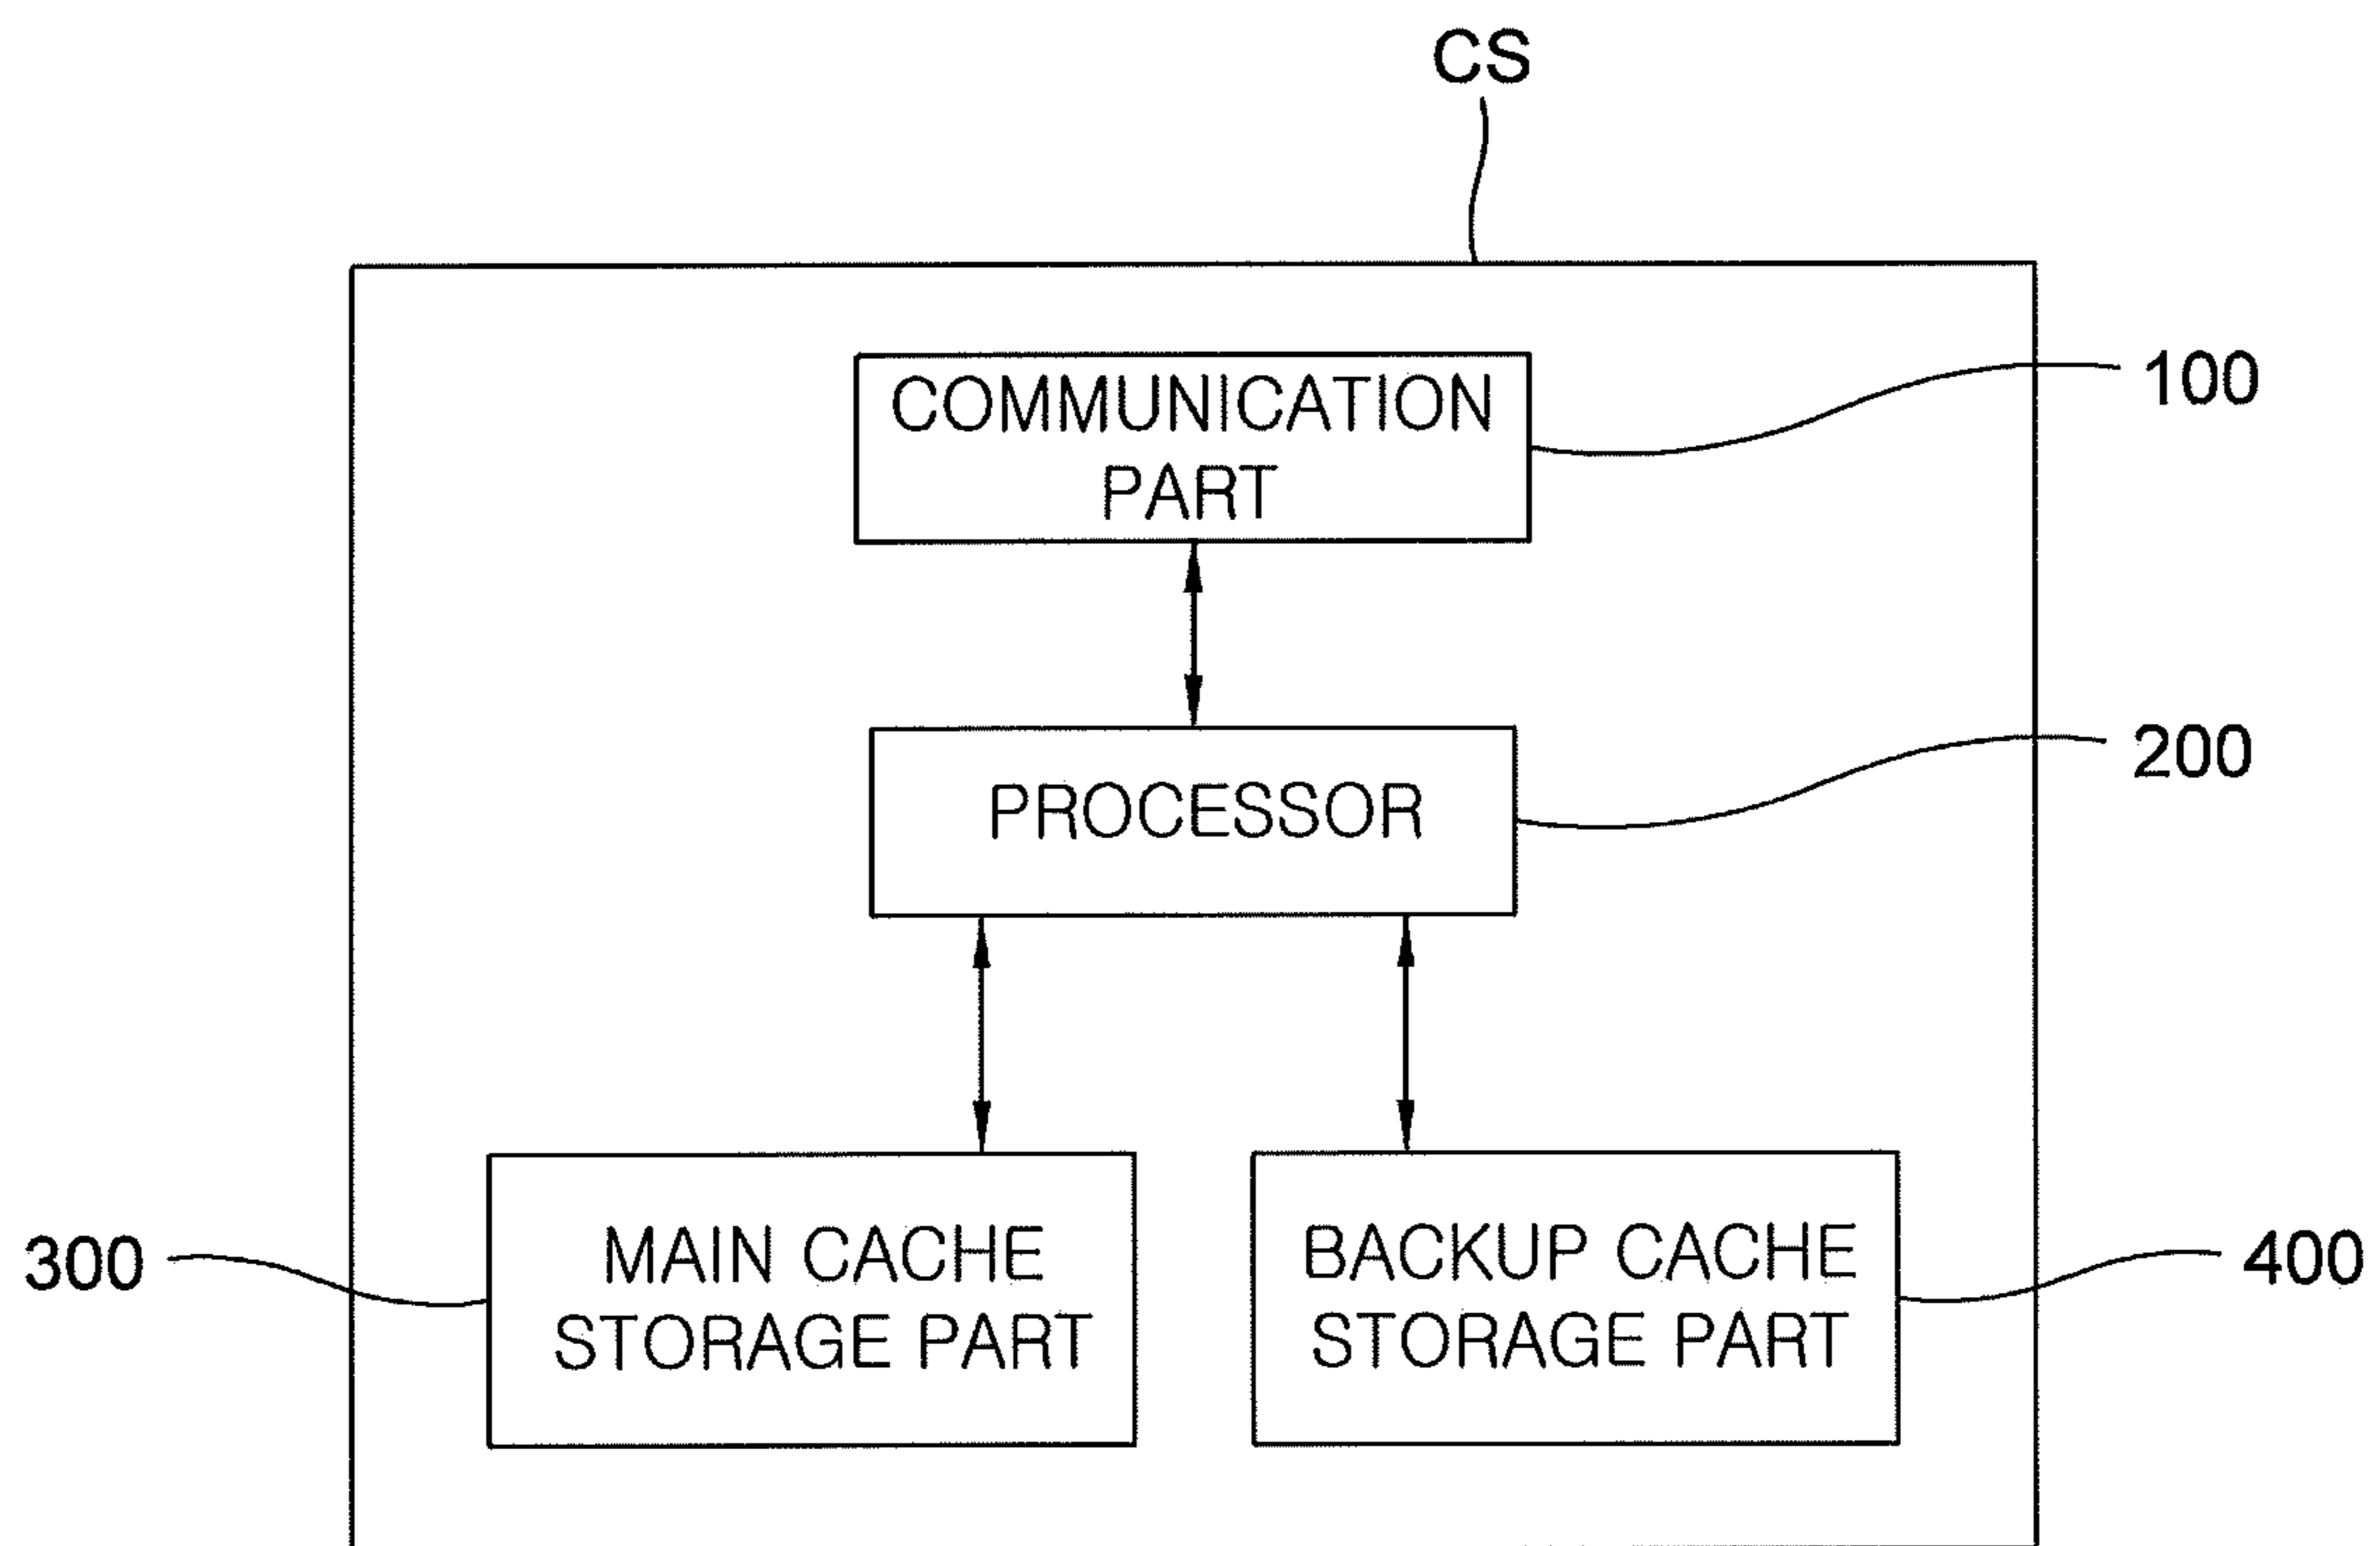 CS
COMMUNICATION
PART
100
PROCESSOR
200
MAIN CACHE
STORAGE PART
300
BACKUP CACHE
STORAGE PART
400